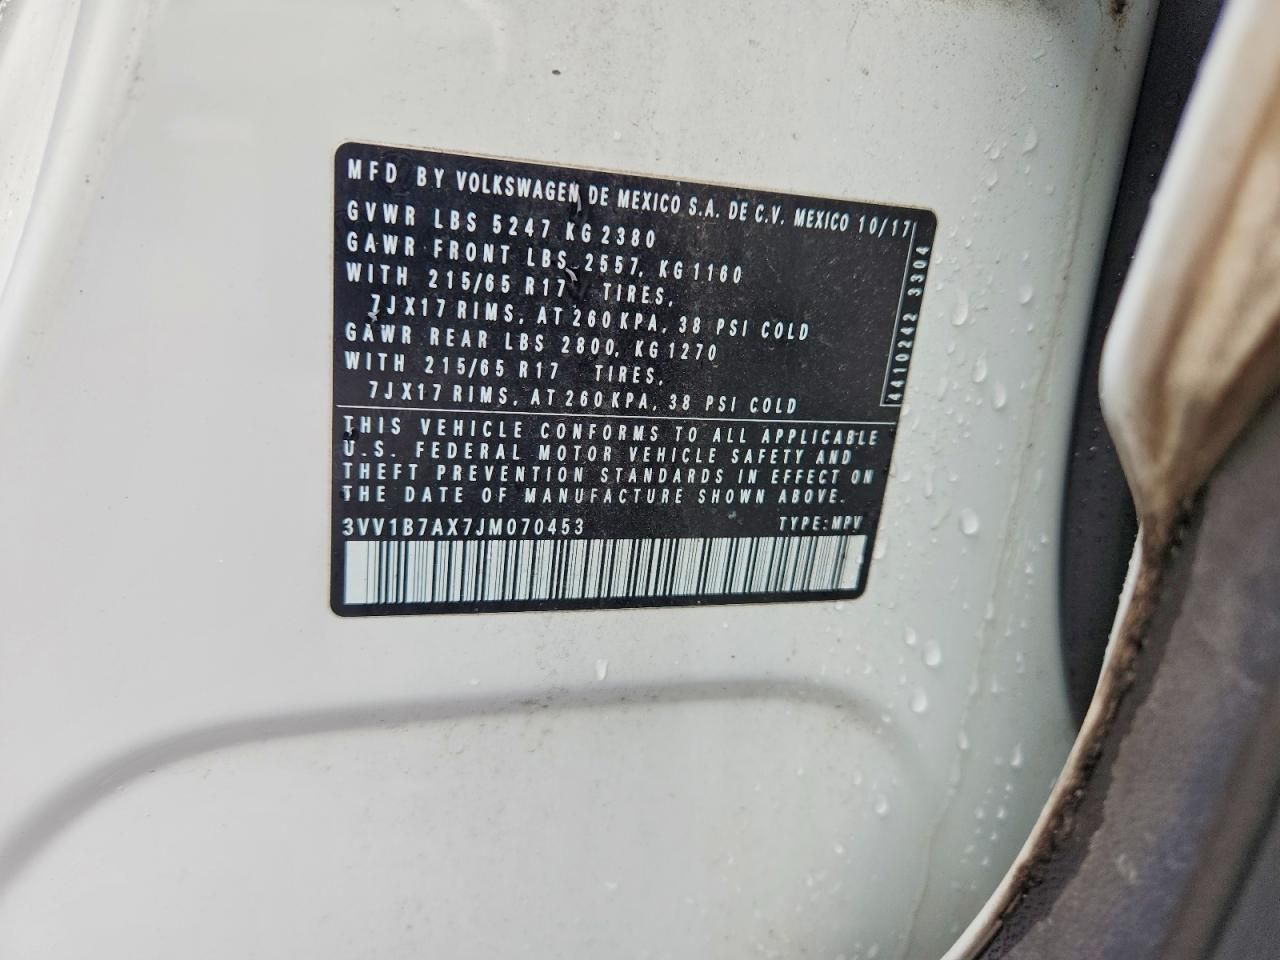 MFD BY VOLKSWAGEN DE MEXICO S.A. DE C.V. MEXICO 10/17
GVWR LBS 5247 KG 2380
GAWR FRONT LBS 2557, KG 1160
WITH 215/65 R17 TIRES,
7JX17 RIMS, AT 260 KPA, 38 PSI COLD
GAWR REAR LBS 2800, KG 1270
WITH 215/65 R17 TIRES,
7JX17 RIMS, AT 260 KPA, 38 PSI COLD
4410242 3304
THIS VEHICLE CONFORMS TO ALL APPLICABLE
U.S. FEDERAL MOTOR VEHICLE SAFETY AND
THEFT PREVENTION STANDARDS IN EFFECT ON
THE DATE OF MANUFACTURE SHOWN ABOVE.
3VV1B7AX7JM070453 TYPE:MPV